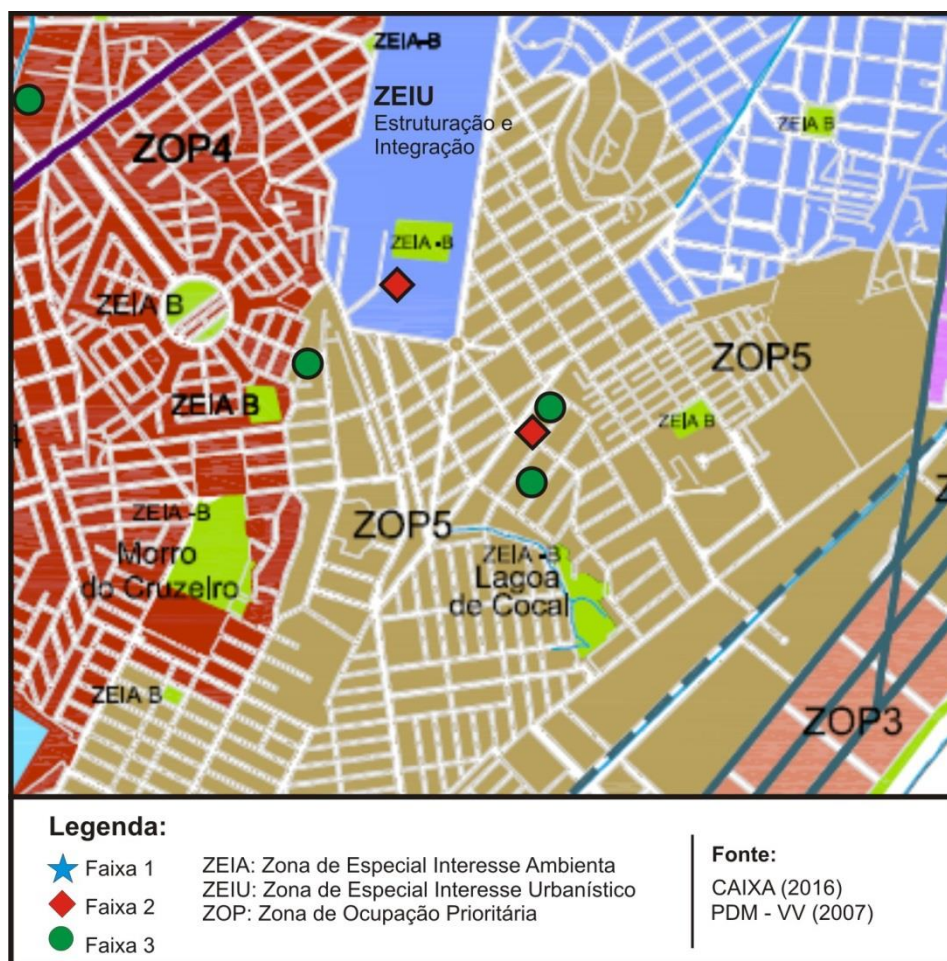 ZEIA-B
ZEIU
Estruturação e
Integração
ZEIA B
ZOP4
ZEIA -B
ZEIA B
ZOP5
ZEIA B
ZEIA B
ZEIA -B
Morro
do Cruzeiro
ZOP5
ZEIA -B
Lagoa
de Cocal
ZEIA B
ZOP3
Legenda:
Faixa 1
Faixa 2
Faixa 3
ZEIA: Zona de Especial Interesse Ambienta
ZEIU: Zona de Especial Interesse Urbanístico
ZOP: Zona de Ocupação Prioritária
Fonte:
CAIXA (2016)
PDM - VV (2007)